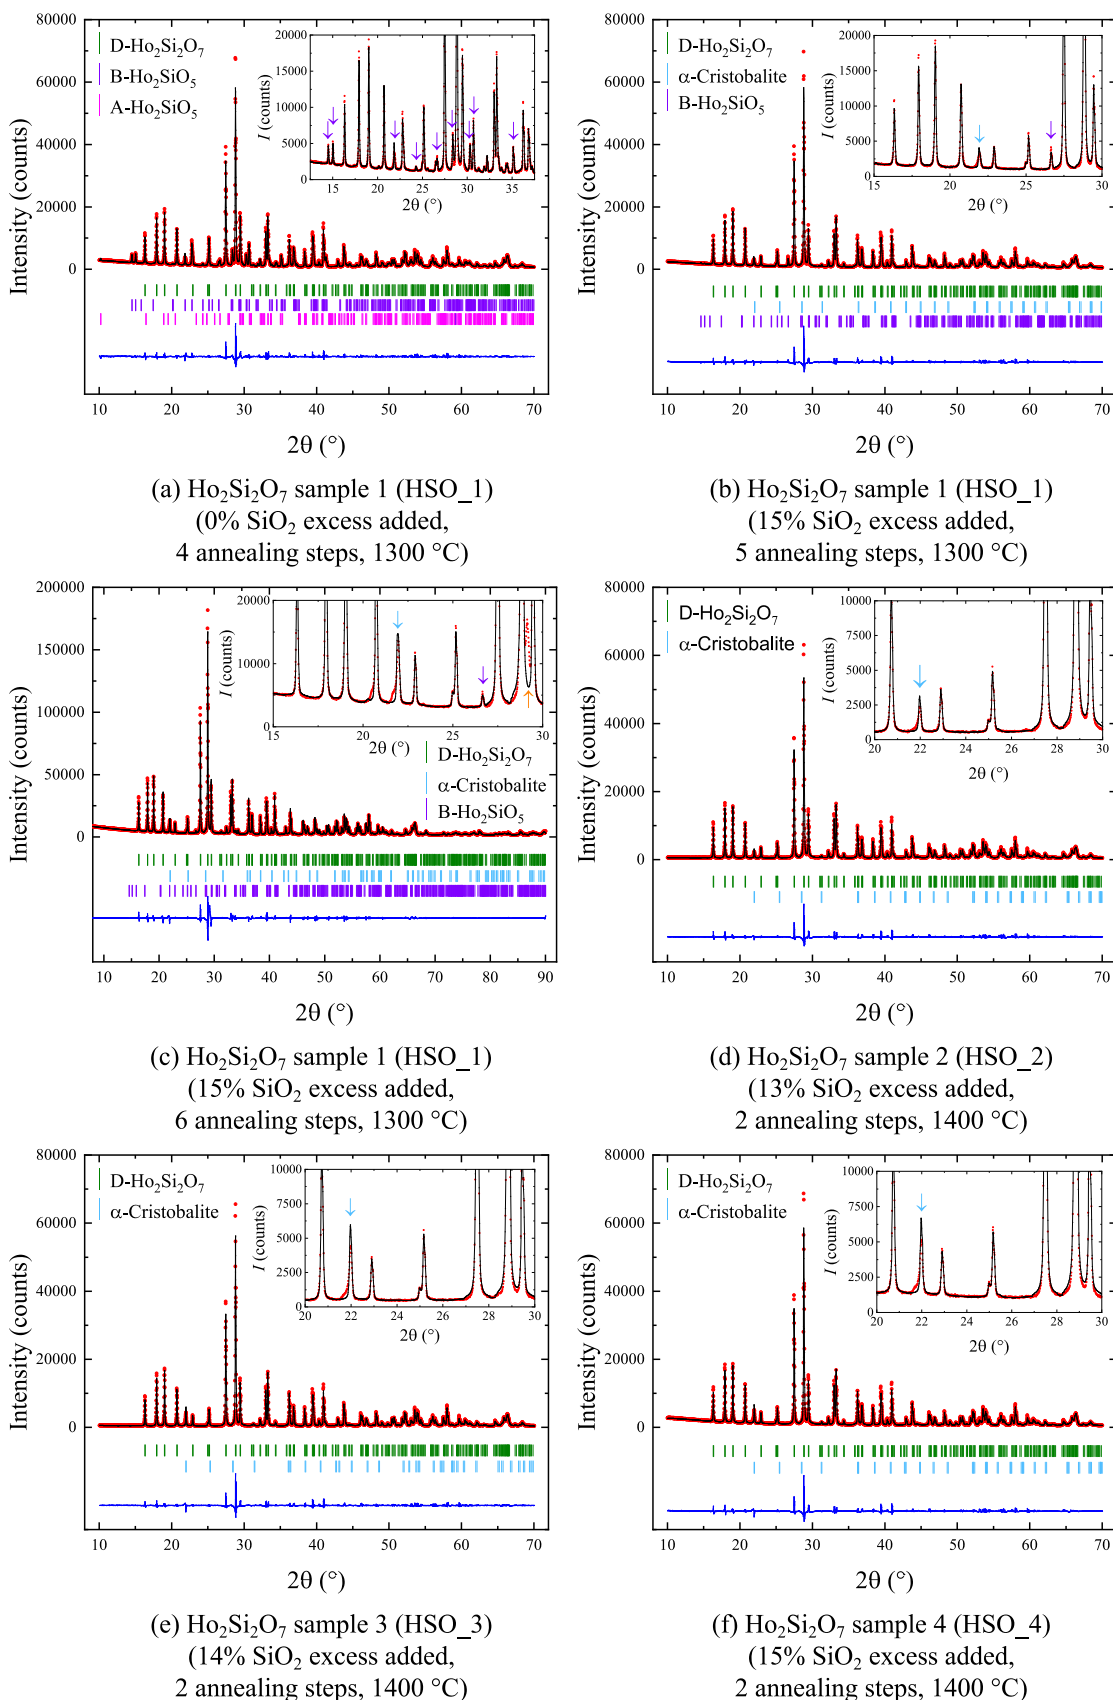 80000
60000
40000
20000
0
Intensity (counts)
D-Ho₂Si₂O₇
B-Ho₂SiO₅
A-Ho₂SiO₅
20000
15000
10000
5000
0
I (counts)
15 20 25 30 35
2θ (°)
10 20 30 40 50 60 70
2θ (°)
(a) Ho₂Si₂O₇ sample 1 (HSO_1)
(0% SiO₂ excess added,
4 annealing steps, 1300 °C)
80000
60000
40000
20000
0
Intensity (counts)
D-Ho₂Si₂O₇
α-Cristobalite
B-Ho₂SiO₅
20000
15000
10000
5000
0
I (counts)
15 20 25 30
2θ (°)
10 20 30 40 50 60 70
2θ (°)
(b) Ho₂Si₂O₇ sample 1 (HSO_1)
(15% SiO₂ excess added,
5 annealing steps, 1300 °C)
200000
150000
100000
50000
0
Intensity (counts)
20000
10000
0
I (counts)
15 20 25 30
2θ (°)
D-Ho₂Si₂O₇
α-Cristobalite
B-Ho₂SiO₅
10 20 30 40 50 60 70 80 90
2θ (°)
(c) Ho₂Si₂O₇ sample 1 (HSO_1)
(15% SiO₂ excess added,
6 annealing steps, 1300 °C)
80000
60000
40000
20000
0
Intensity (counts)
D-Ho₂Si₂O₇
α-Cristobalite
10000
7500
5000
2500
0
I (counts)
20 22 24 26 28 30
2θ (°)
10 20 30 40 50 60 70
2θ (°)
(d) Ho₂Si₂O₇ sample 2 (HSO_2)
(13% SiO₂ excess added,
2 annealing steps, 1400 °C)
80000
60000
40000
20000
0
Intensity (counts)
D-Ho₂Si₂O₇
α-Cristobalite
10000
7500
5000
2500
0
I (counts)
20 22 24 26 28 30
2θ (°)
10 20 30 40 50 60 70
2θ (°)
(e) Ho₂Si₂O₇ sample 3 (HSO_3)
(14% SiO₂ excess added,
2 annealing steps, 1400 °C)
80000
60000
40000
20000
0
Intensity (counts)
D-Ho₂Si₂O₇
α-Cristobalite
10000
7500
5000
2500
0
I (counts)
20 22 24 26 28 30
2θ (°)
10 20 30 40 50 60 70
2θ (°)
(f) Ho₂Si₂O₇ sample 4 (HSO_4)
(15% SiO₂ excess added,
2 annealing steps, 1400 °C)